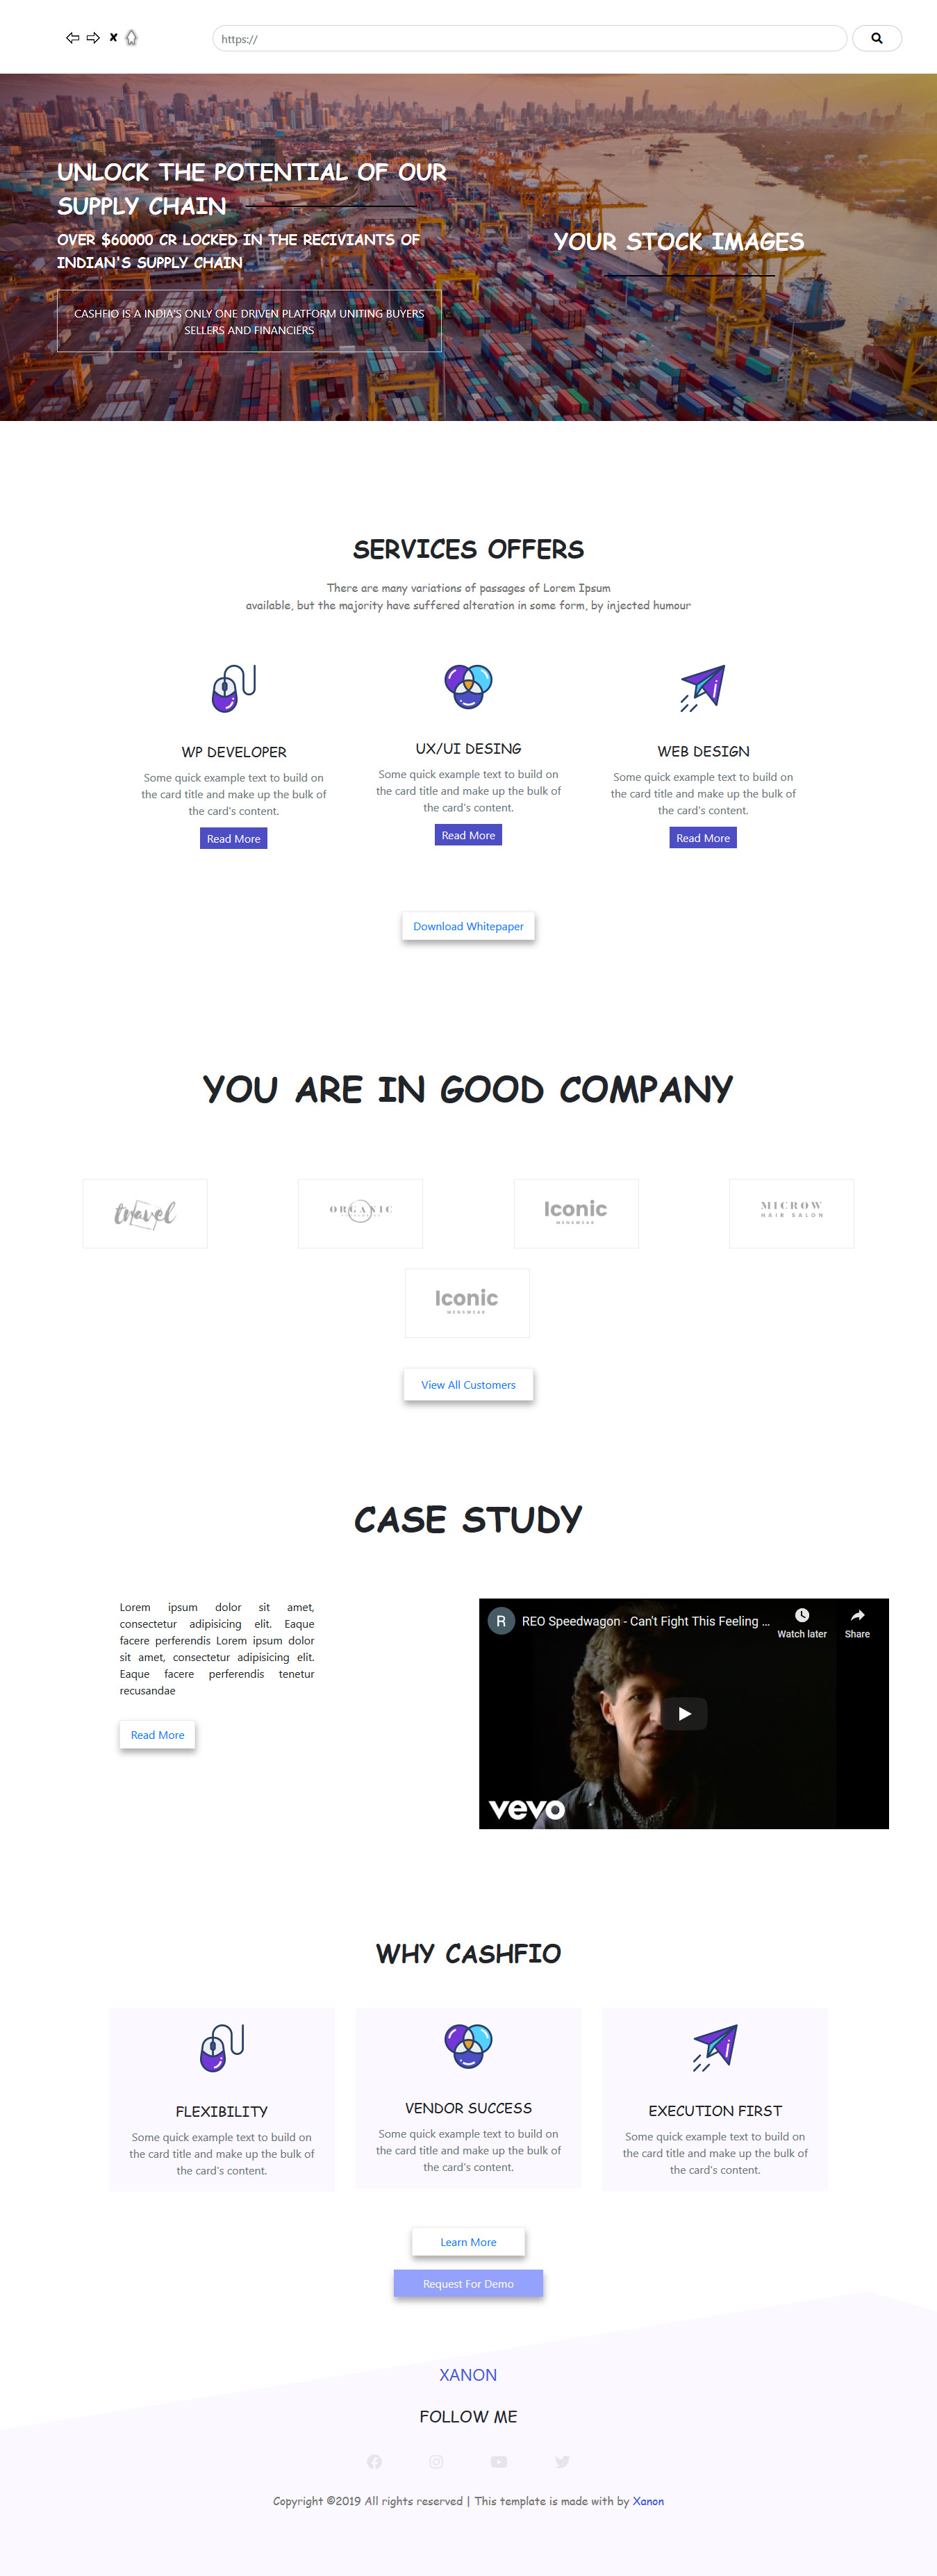 https://
UNLOCK THE POTENTIAL OF OUR
SUPPLY CHAIN
OVER $60000 CR LOCKED IN THE RECIVIANTS OF
INDIAN'S SUPPLY CHAIN
CASHFIO IS A INDIA'S ONLY ONE DRIVEN PLATFORM UNITING BUYERS
SELLERS AND FINANCIERS
YOUR STOCK IMAGES
SERVICES OFFERS
There are many variations of passages of Lorem Ipsum
available, but the majority have suffered alteration in some form, by injected humour
WP DEVELOPER
Some quick example text to build on
the card title and make up the bulk of
the card's content.
Read More
UX/UI DESING
Some quick example text to build on
the card title and make up the bulk of
the card's content.
Read More
WEB DESIGN
Some quick example text to build on
the card title and make up the bulk of
the card's content.
Read More
Download Whitepaper
YOU ARE IN GOOD COMPANY
travel
ORGANIC
Iconic
MENSWEAR
MICROW
HAIR SALON
Iconic
MENSWEAR
View All Customers
CASE STUDY
Lorem ipsum dolor sit amet,
consectetur adipisicing elit. Eaque
facere perferendis Lorem ipsum dolor
sit amet, consectetur adipisicing elit.
Eaque facere perferendis tenetur
recusandae
Read More
R
REO Speedwagon - Can't Fight This Feeling ...
Watch later
Share
vevo
WHY CASHFIO
FLEXIBILITY
Some quick example text to build on
the card title and make up the bulk of
the card's content.
VENDOR SUCCESS
Some quick example text to build on
the card title and make up the bulk of
the card's content.
EXECUTION FIRST
Some quick example text to build on
the card title and make up the bulk of
the card's content.
Learn More
Request For Demo
XANON
FOLLOW ME
Copyright ©2019 All rights reserved | This template is made with by Xanon